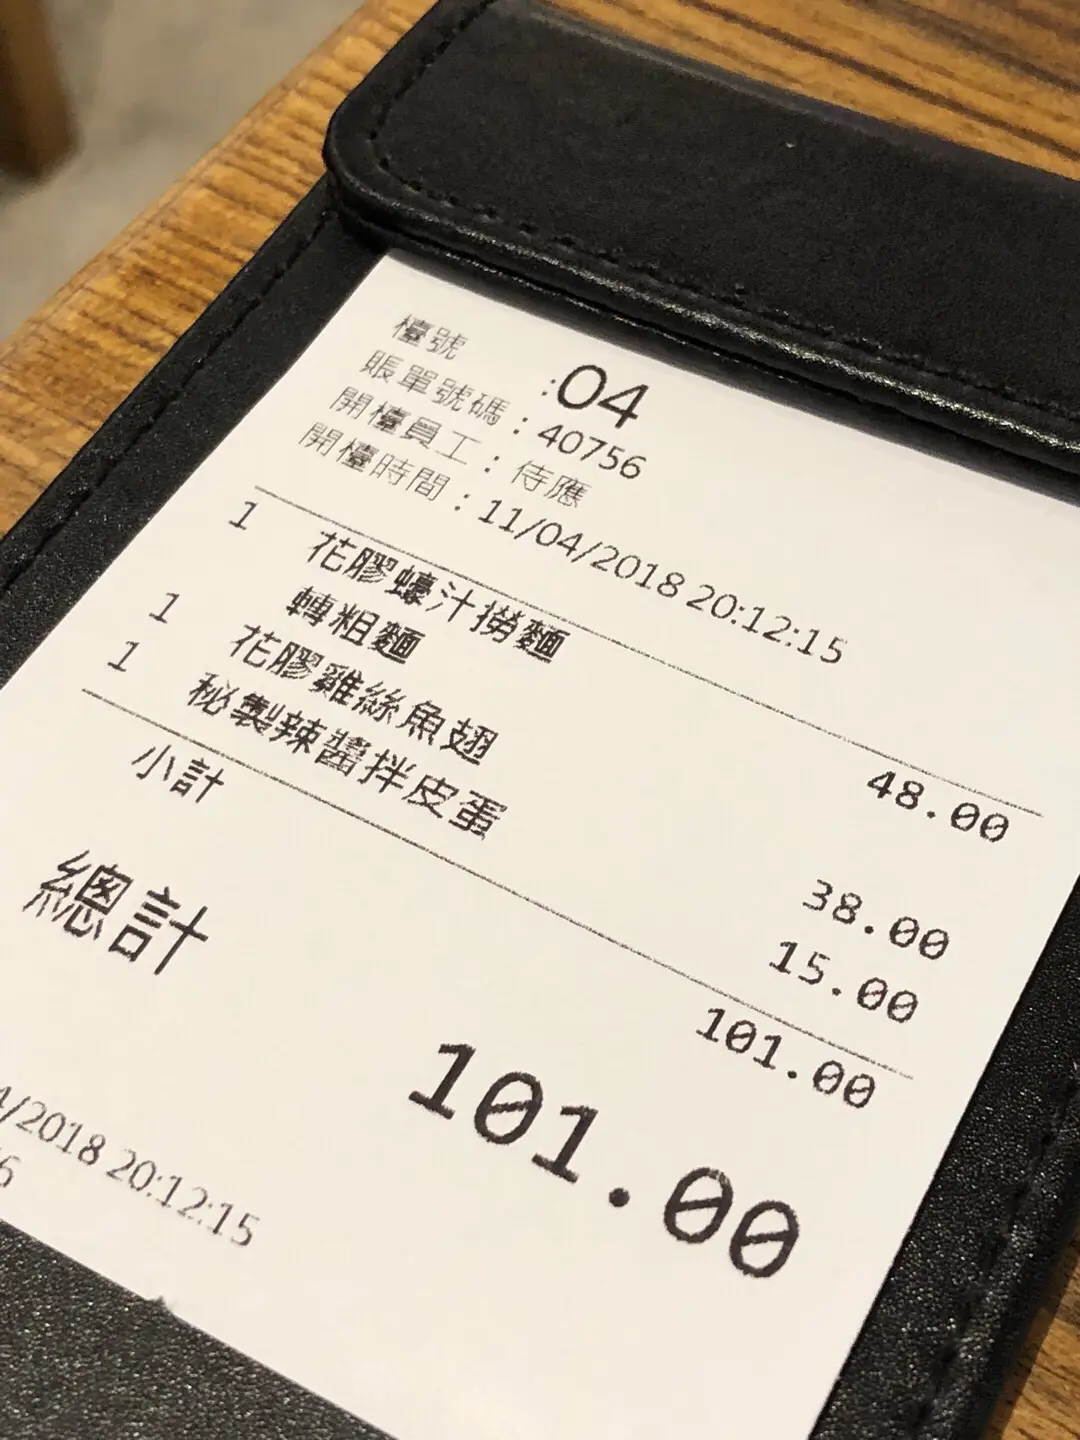 檯號 :04
賬單號碼：40756
開檯員工：待應
開檯時間：11/04/2018 20:12:15
1 花膠蠔汁撈麵 48.00
轉粗麵
1 花膠雞絲魚翅 38.00
1 秘製辣醬拌皮蛋 15.00
小計 101.00
總計 101.00
4/2018 20:12:15
6